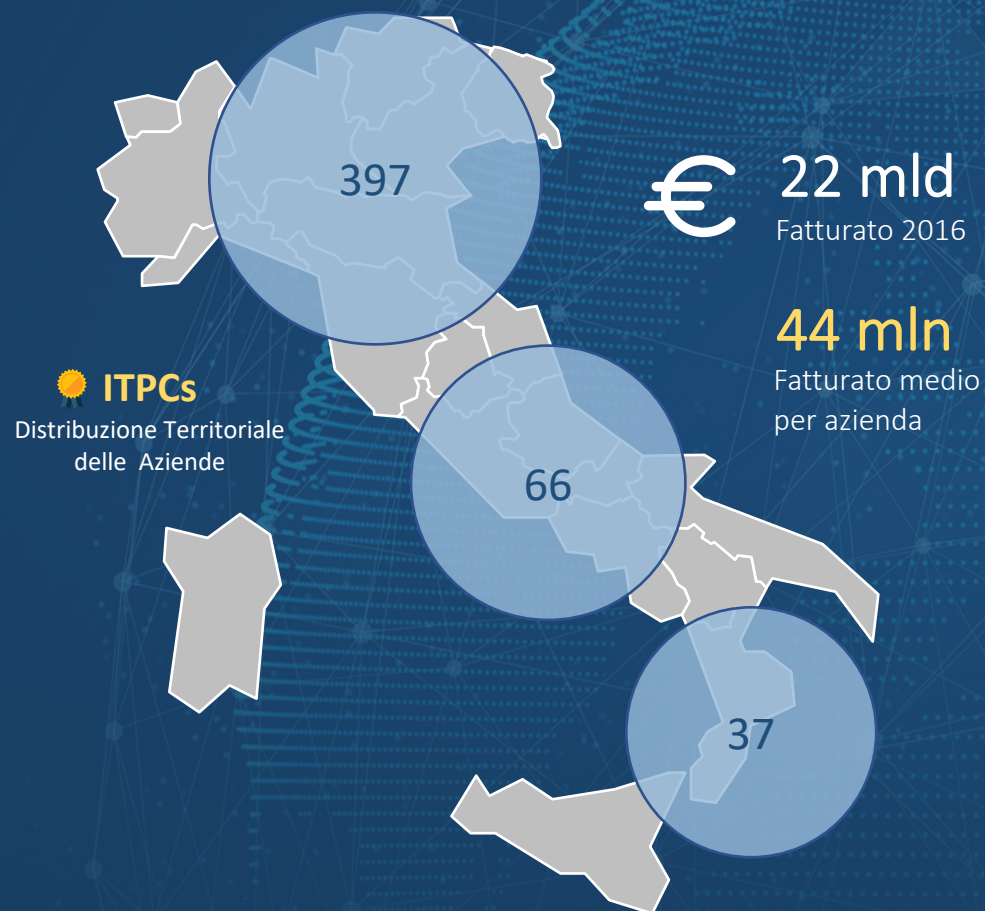 397
€ 22 mld
Fatturato 2016
44 mln
Fatturato medio
per azienda
ITPCs
Distribuzione Territoriale
delle Aziende
66
37